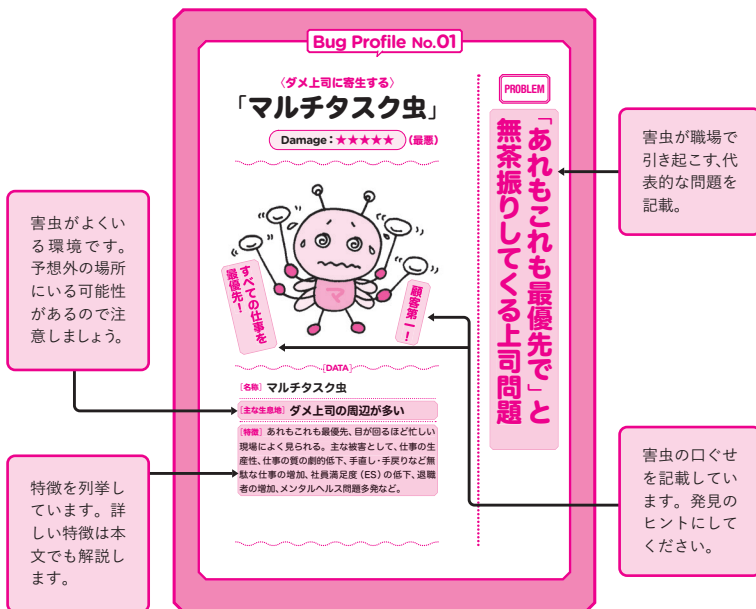 Bug Profile No.01
〈ダメ上司に寄生する〉
「マルチタスク虫」
Damage：★★★★★（最悪）
PROBLEM
「あれもこれも最優先で」と
無茶振りしてくる上司問題
すべての仕事を
最優先！
マ
顧客第一！
［DATA］
［名称］マルチタスク虫
［主な生息地］ダメ上司の周辺が多い
［特徴］あれもこれも最優先、目が回るほど忙しい
現場によく見られる。主な被害として、仕事の生
産性、仕事の質の劇的低下、手直し・手戻りなど無
駄な仕事の増加、社員満足度（ES）の低下、退職
者の増加、メンタルヘルス問題多発など。
害虫がよくい
る環境です。
予想外の場所
にいる可能性
があるので注
意しましょう。
特徴を列挙し
ています。詳
しい特徴は本
文でも解説し
ます。
害虫が職場で
引き起こす、代
表的な問題を
記載。
害虫の口ぐせ
を記載してい
ます。発見の
ヒントにして
ください。